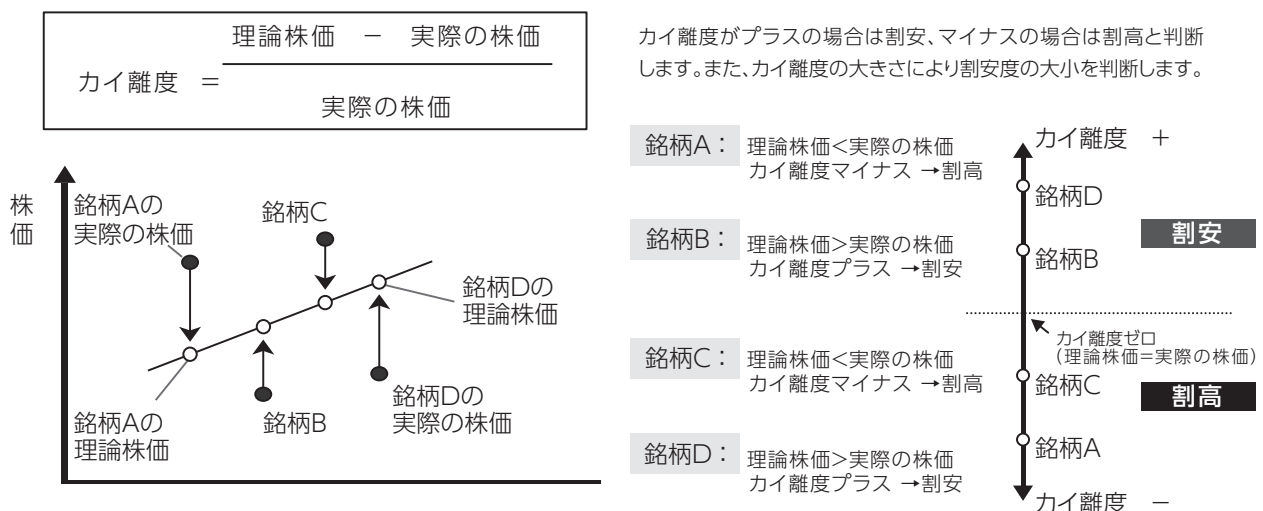 理論株価 － 実際の株価
カイ離度 ＝
実際の株価
カイ離度がプラスの場合は割安、マイナスの場合は割高と判断
します。また、カイ離度の大きさにより割安度の大小を判断します。
株
価
銘柄Aの
実際の株価
銘柄C
銘柄Dの
理論株価
銘柄Aの
理論株価
銘柄B
銘柄Dの
実際の株価
銘柄A：
理論株価＜実際の株価
カイ離度マイナス →割高
銘柄B：
理論株価＞実際の株価
カイ離度プラス →割安
銘柄C：
理論株価＜実際の株価
カイ離度マイナス →割高
銘柄D：
理論株価＞実際の株価
カイ離度プラス →割安
カイ離度 ＋
銘柄D
割安
銘柄B
カイ離度ゼロ
（理論株価＝実際の株価）
銘柄C
割高
銘柄A
カイ離度 －